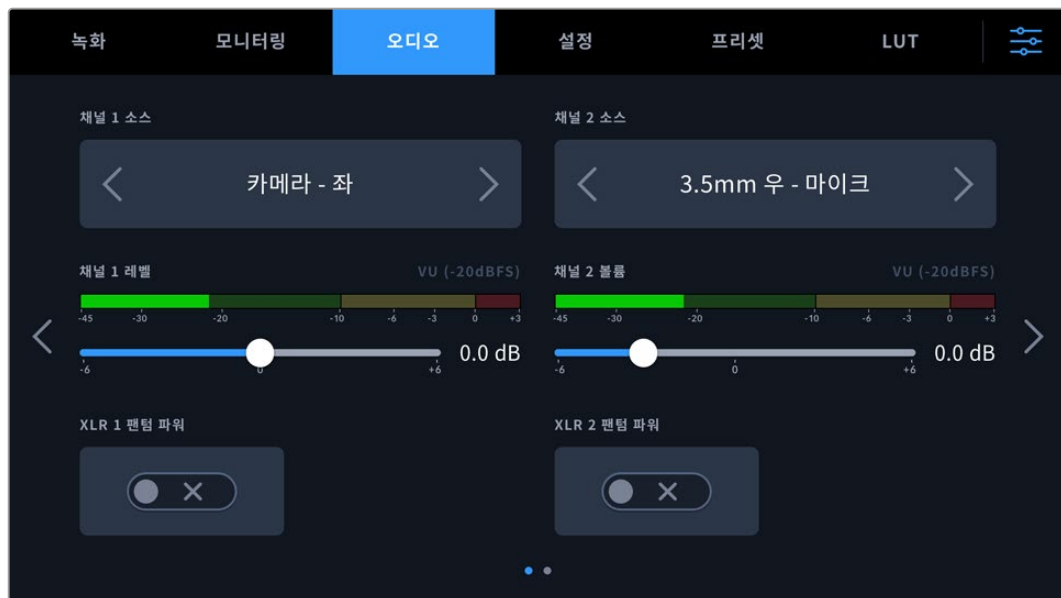 녹화 모니터링 오디오 설정 프리셋 LUT
채널 1 소스 채널 2 소스
카메라 - 좌 3.5mm 우 - 마이크
채널 1 레벨 VU (-20dBFS) 채널 2 볼륨 VU (-20dBFS)
-45 -30 -20 -10 -6 -3 0 +3 -45 -30 -20 -10 -6 -3 0 +3
0.0 dB 0.0 dB
-6 0 +6 -6 0 +6
XLR 1 팬텀 파워 XLR 2 팬텀 파워